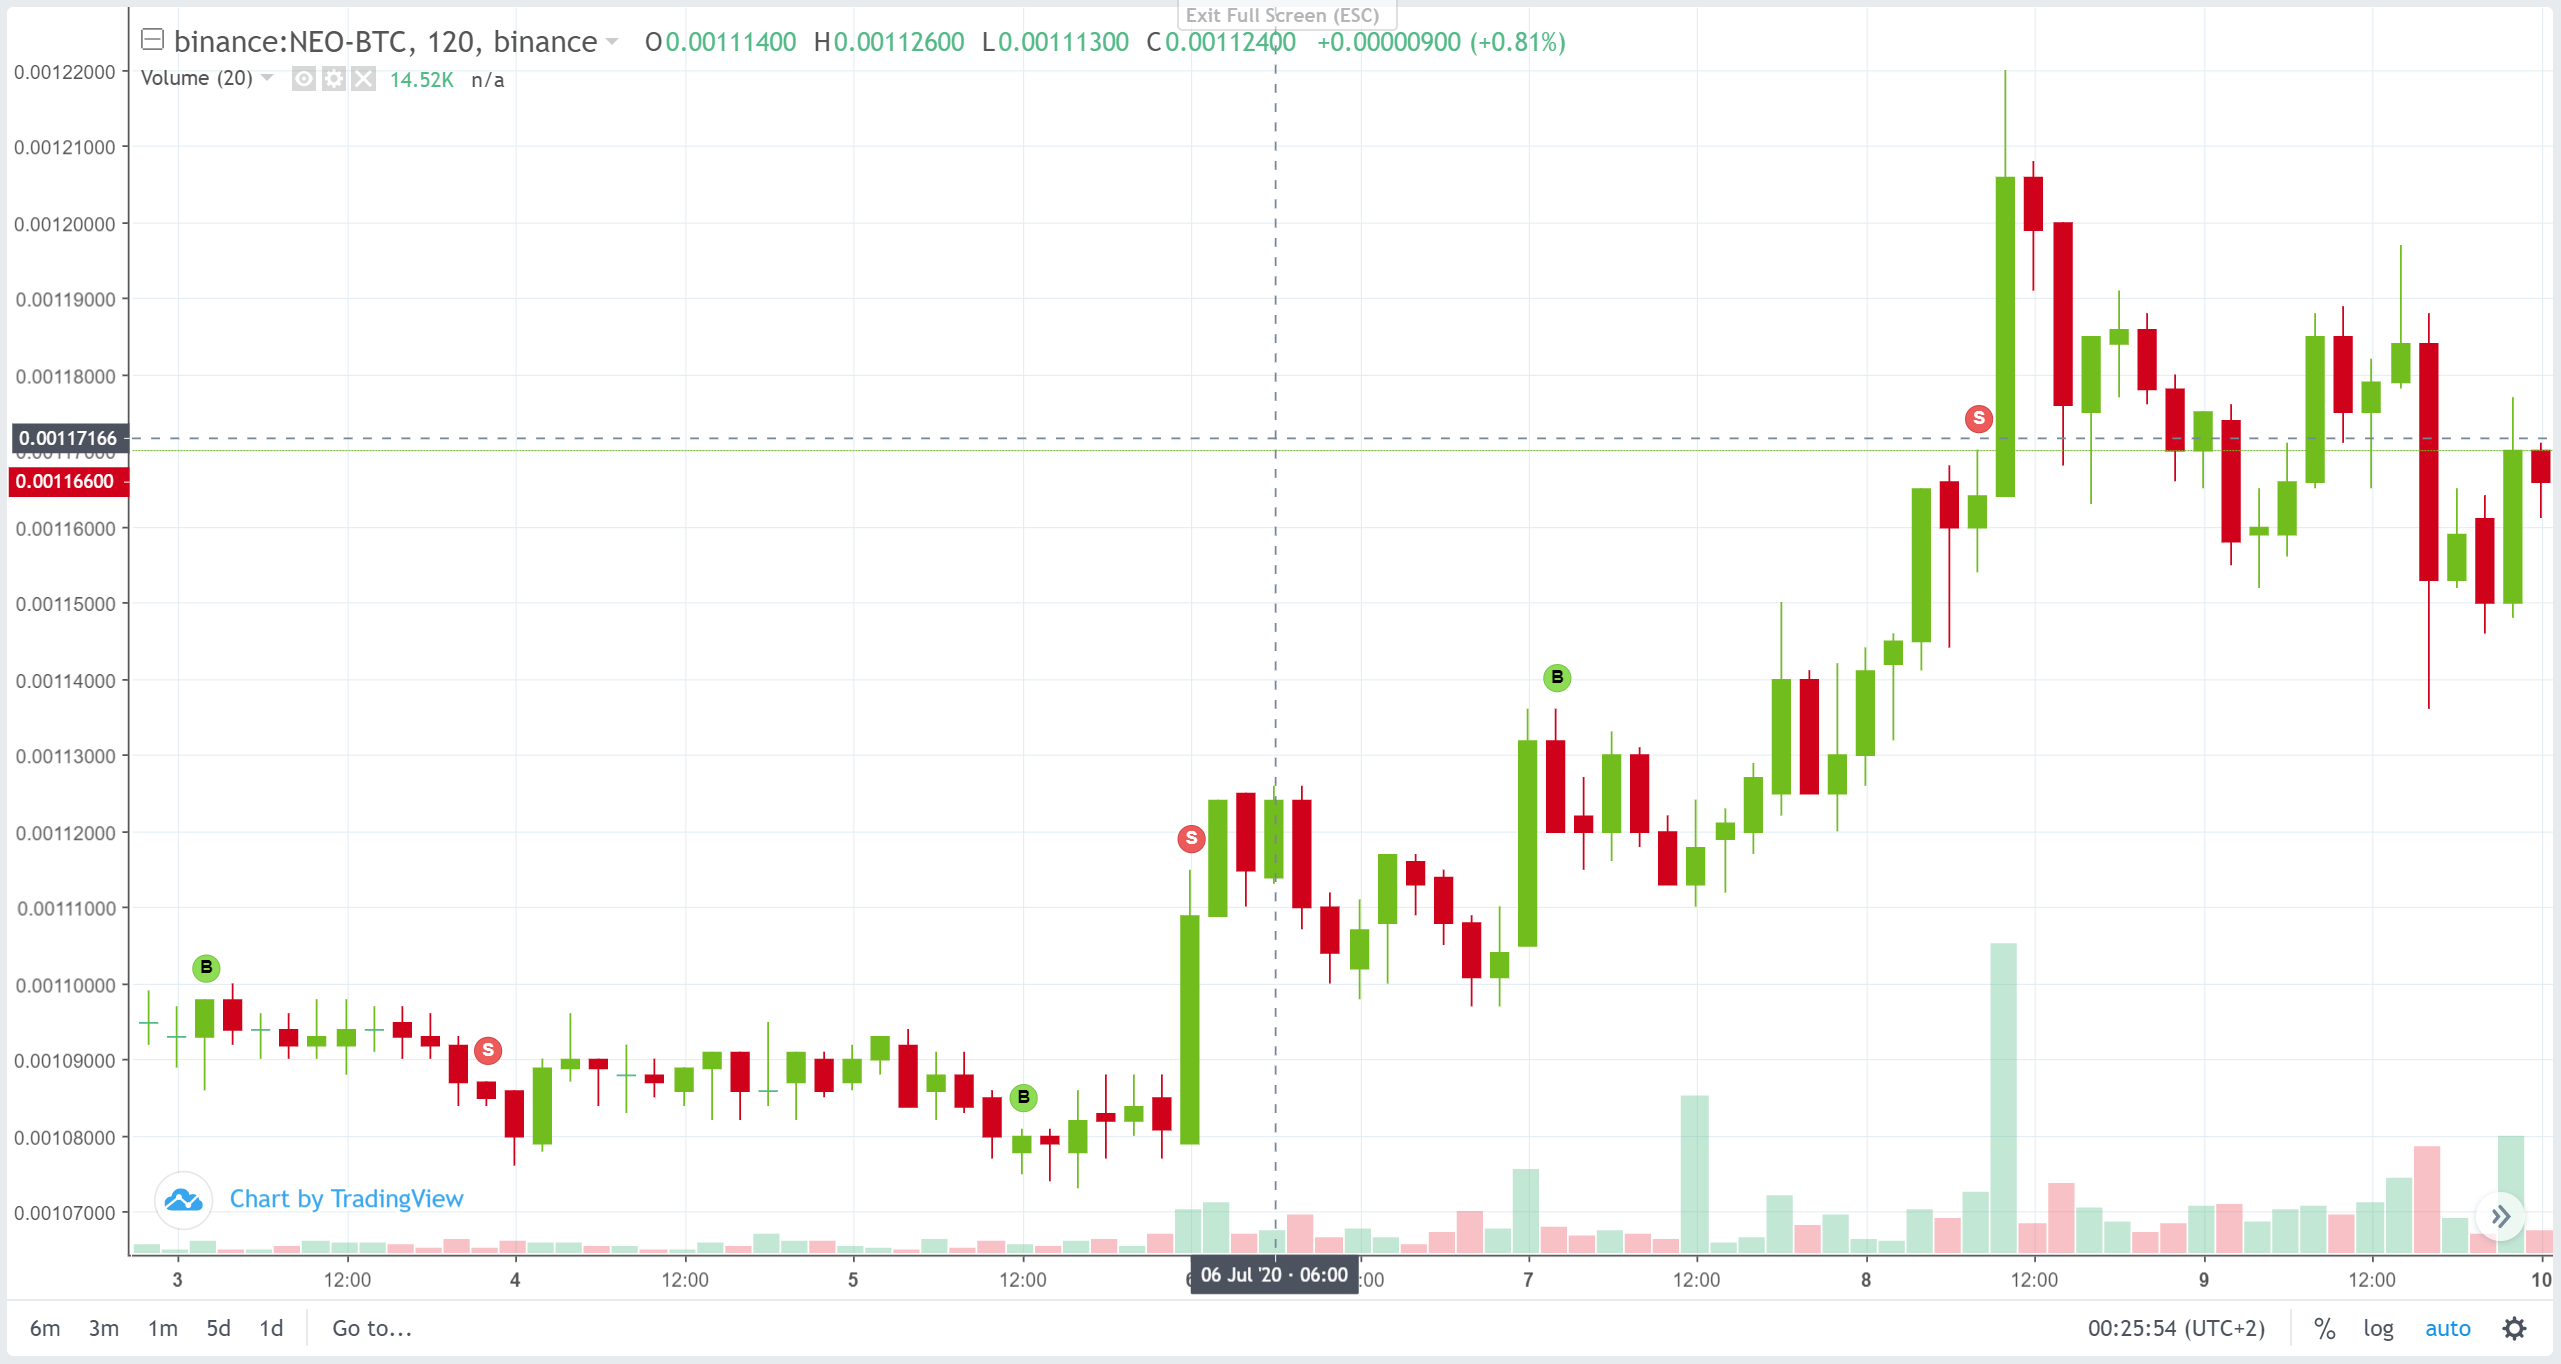 Exit Full Screen (ESC)
binance:NEO-BTC, 120, binance O0.00111400 H0.00112600 L0.00111300 C0.00112400 +0.00000900 (+0.81%)
Volume (20) 14.52K n/a
0.00122000
0.00121000
0.00120000
0.00119000
0.00118000
S
0.00117166
0.00117000
0.00116600
0.00116000
0.00115000
0.00114000
B
0.00113000
0.00112000
S
0.00111000
B
0.00110000
S
0.00109000
B
0.00108000
Chart by TradingView
0.00107000
3 12:00 4 12:00 5 12:00 6 06 Jul '20 · 06:00 :00 7 12:00 8 12:00 9 12:00 10
6m 3m 1m 5d 1d Go to... 00:25:54 (UTC+2) % log auto